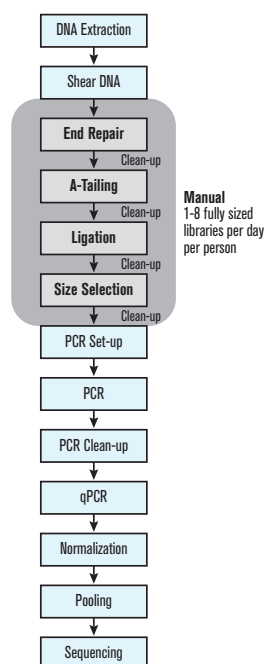 DNA Extraction
Shear DNA
End Repair
Clean-up
A-Tailing
Clean-up
Ligation
Clean-up
Size Selection
Clean-up
Manual
1-8 fully sized
libraries per day
per person
PCR Set-up
PCR
PCR Clean-up
qPCR
Normalization
Pooling
Sequencing